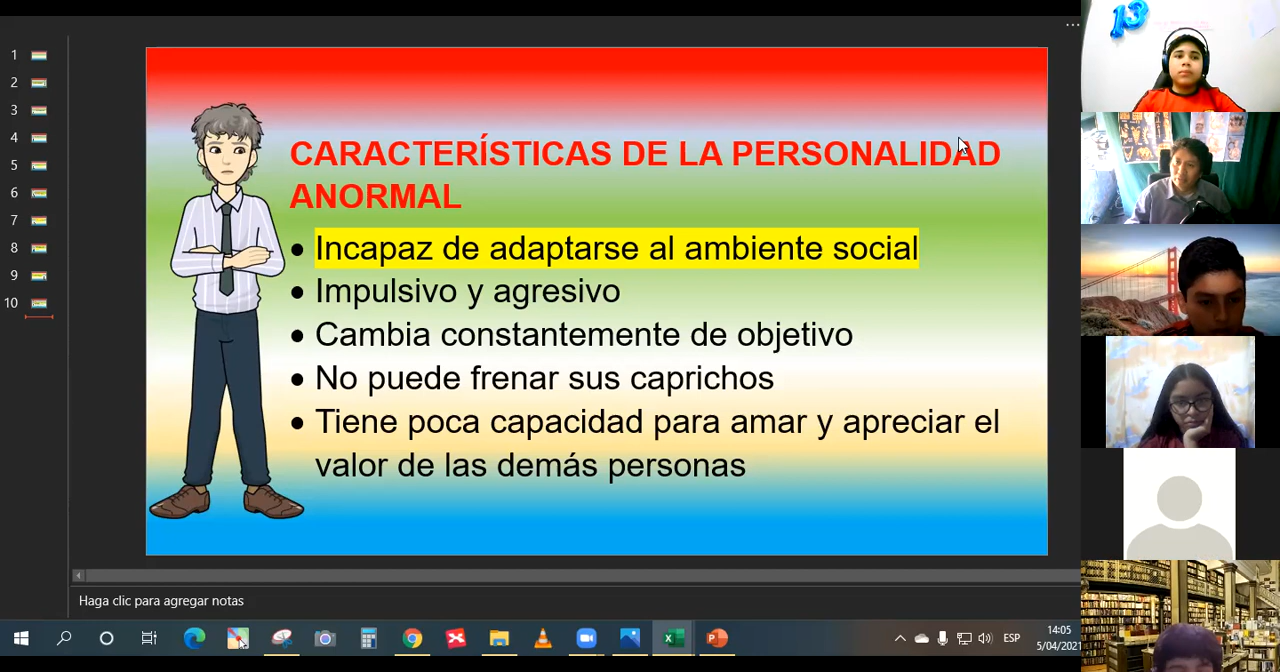 1
2
3
4
5
6
7
8
9
10
CARACTERÍSTICAS DE LA PERSONALIDAD
ANORMAL
• Incapaz de adaptarse al ambiente social
• Impulsivo y agresivo
• Cambia constantemente de objetivo
• No puede frenar sus caprichos
• Tiene poca capacidad para amar y apreciar el
valor de las demás personas
Haga clic para agregar notas
ESP
14:05
5/04/2021
13